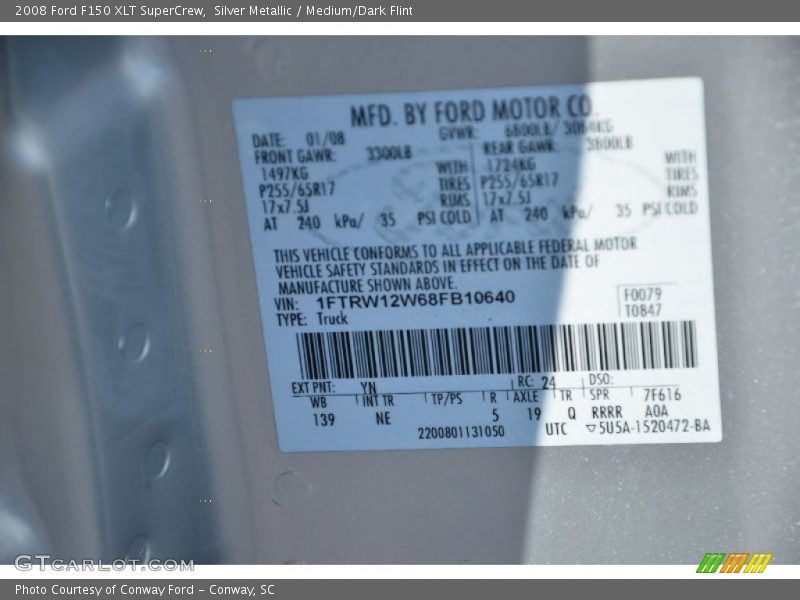 2008 Ford F150 XLT SuperCrew,  Silver Metallic / Medium/Dark Flint
MFD. BY FORD MOTOR CO.
DATE: 01/08 GVWR: 6800LB/ 3084KG
FRONT GAWR: 3300LB REAR GAWR: 3800LB
1497KG WITH 1724KG WITH
P255/65R17 TIRES P255/65R17 TIRES
17x7.5J RIMS 17x7.5J RIMS
AT 240 kPa/ 35 PSI COLD AT 240 kPa/ 35 PSI COLD
THIS VEHICLE CONFORMS TO ALL APPLICABLE FEDERAL MOTOR
VEHICLE SAFETY STANDARDS IN EFFECT ON THE DATE OF
MANUFACTURE SHOWN ABOVE.
VIN: 1FTRW12W68FB10640 F0079
TYPE: Truck T0847
EXT PNT: YN RC: 24 DSO:
WB INT TR TP/PS R AXLE TR SPR 7F616
139 NE 5 19 Q RRRR A0A
2200801131050 UTC ▽5U5A-1520472-BA
GTCARLOT.COM
Photo Courtesy of Conway Ford – Conway, SC